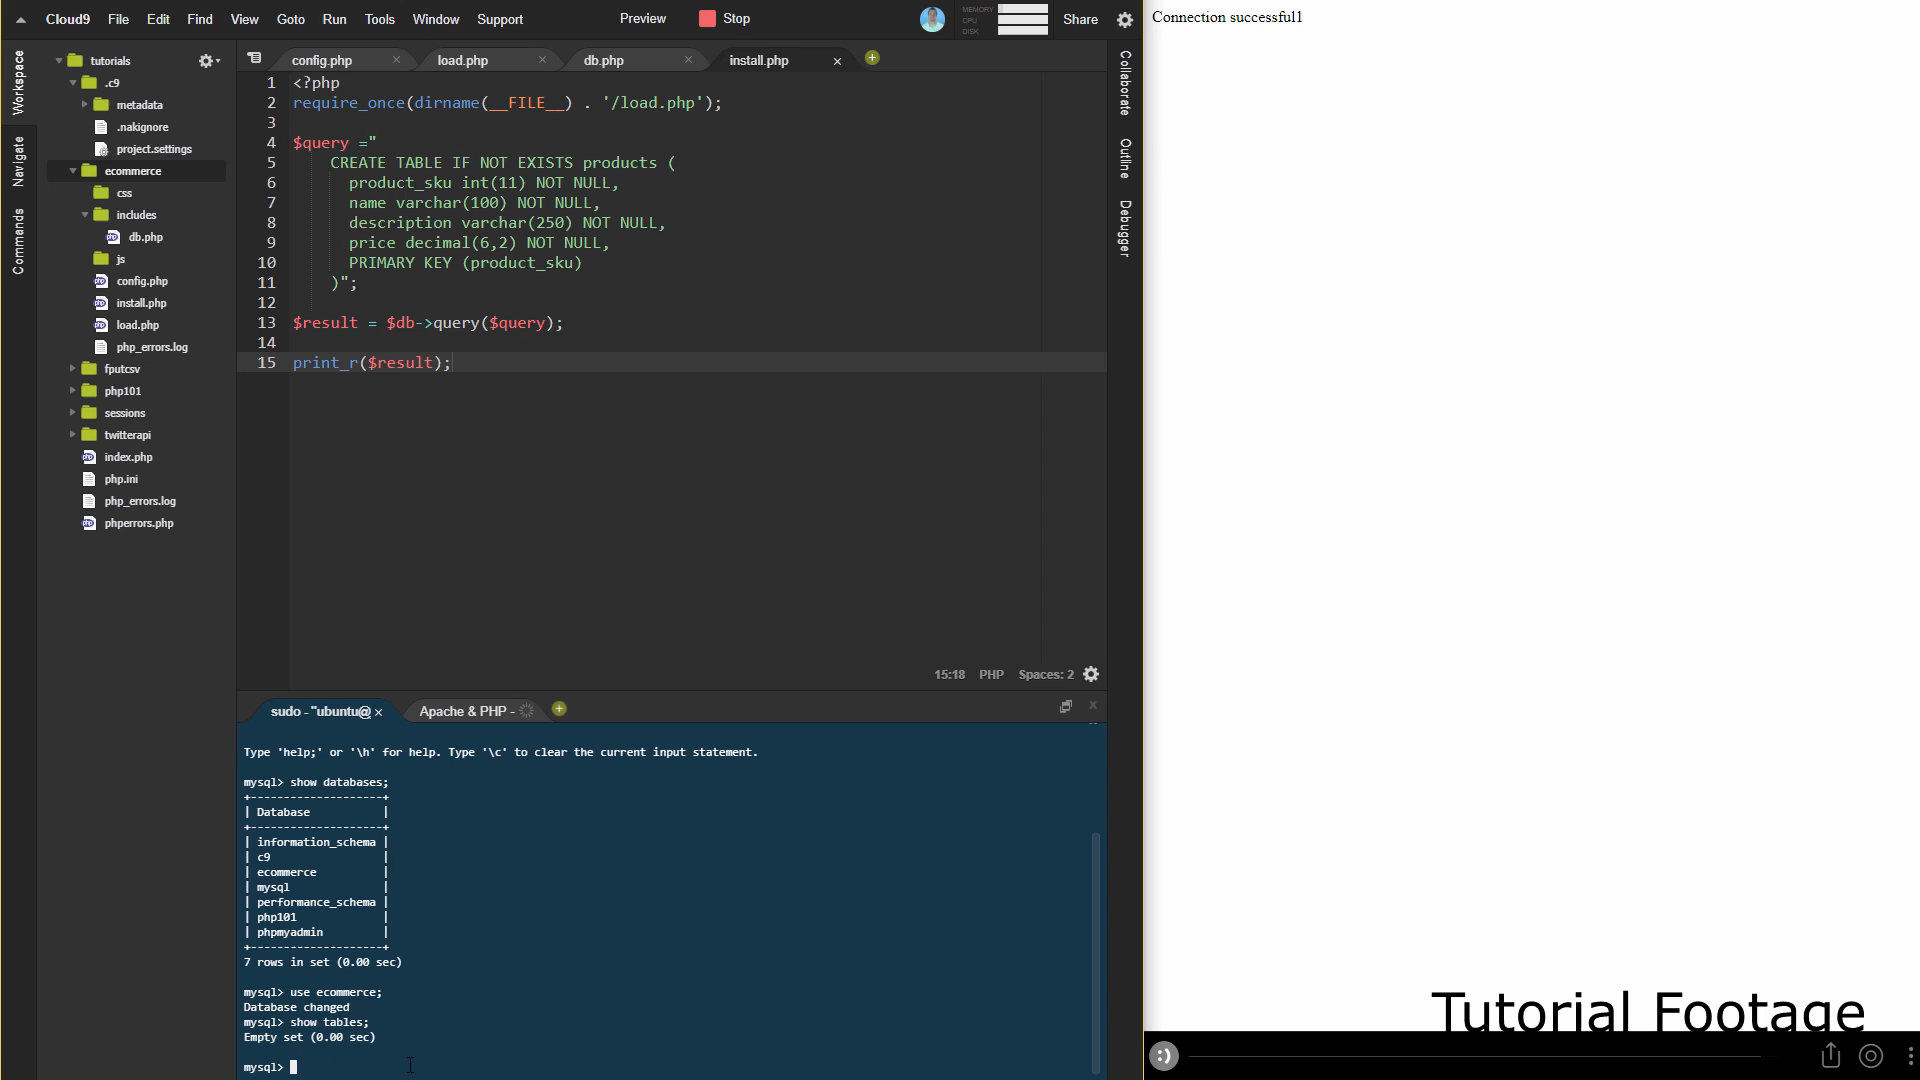 Cloud9 File Edit Find View Goto Run Tools Window Support Preview Stop MEMORY CPU DISK Share
Workspace
Navigate
Commands
tutorials
.c9
metadata
.nakignore
project.settings
ecommerce
css
includes
db.php
js
config.php
install.php
load.php
php_errors.log
fputcsv
php101
sessions
twitterapi
index.php
php.ini
php_errors.log
phperrors.php
config.php load.php db.php install.php
1 <?php
2 require_once(dirname(__FILE__) . '/load.php');
3
4 $query ="
5 CREATE TABLE IF NOT EXISTS products (
6 product_sku int(11) NOT NULL,
7 name varchar(100) NOT NULL,
8 description varchar(250) NOT NULL,
9 price decimal(6,2) NOT NULL,
10 PRIMARY KEY (product_sku)
11 )";
12
13 $result = $db->query($query);
14
15 print_r($result);
15:18 PHP Spaces: 2
Collaborate
Outline
Debugger
sudo - "ubuntu@ Apache & PHP -
Type 'help;' or '\h' for help. Type '\c' to clear the current input statement.
mysql> show databases;
+--------------------+
| Database |
+--------------------+
| information_schema |
| c9 |
| ecommerce |
| mysql |
| performance_schema |
| php101 |
| phpmyadmin |
+--------------------+
7 rows in set (0.00 sec)
mysql> use ecommerce;
Database changed
mysql> show tables;
Empty set (0.00 sec)
mysql>
Connection successful1
Tutorial Footage
:)